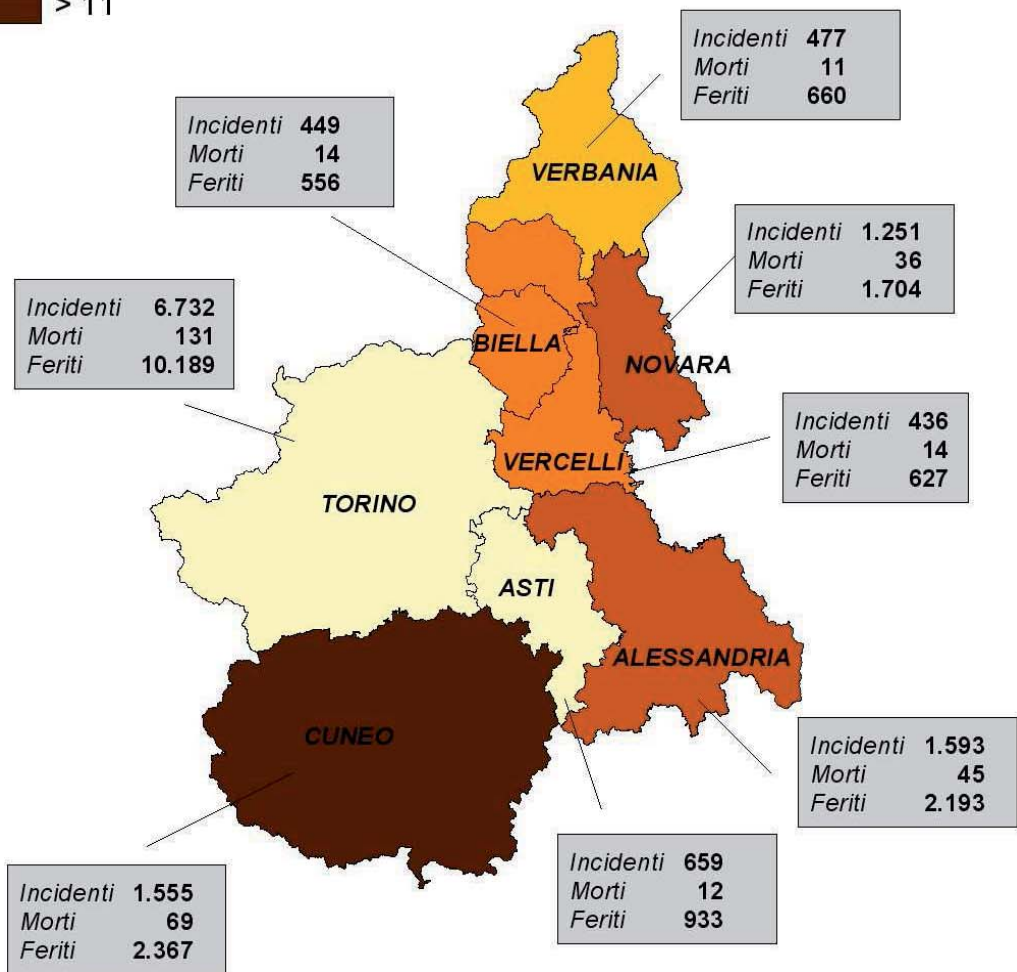 > 11
Incidenti 477
Morti 11
Feriti 660
Incidenti 449
Morti 14
Feriti 556
VERBANIA
Incidenti 1.251
Morti 36
Feriti 1.704
Incidenti 6.732
Morti 131
Feriti 10.189
BIELLA
NOVARA
Incidenti 436
Morti 14
Feriti 627
VERCELLI
TORINO
ASTI
ALESSANDRIA
CUNEO
Incidenti 1.593
Morti 45
Feriti 2.193
Incidenti 659
Morti 12
Feriti 933
Incidenti 1.555
Morti 69
Feriti 2.367